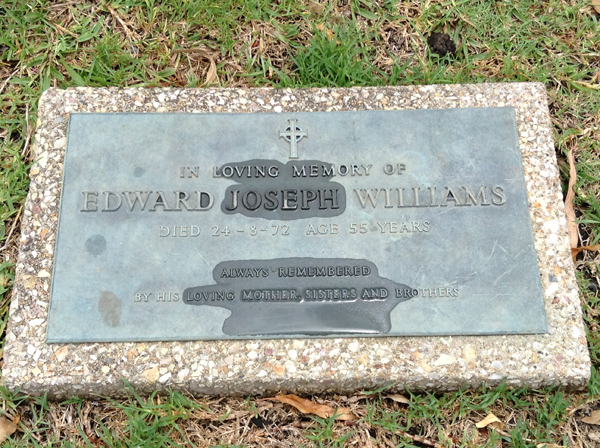 IN LOVING MEMORY OF
EDWARD JOSEPH WILLIAMS
DIED 24-8-72 AGE 55 YEARS
ALWAYS REMEMBERED
BY HIS LOVING MOTHER, SISTERS AND BROTHERS